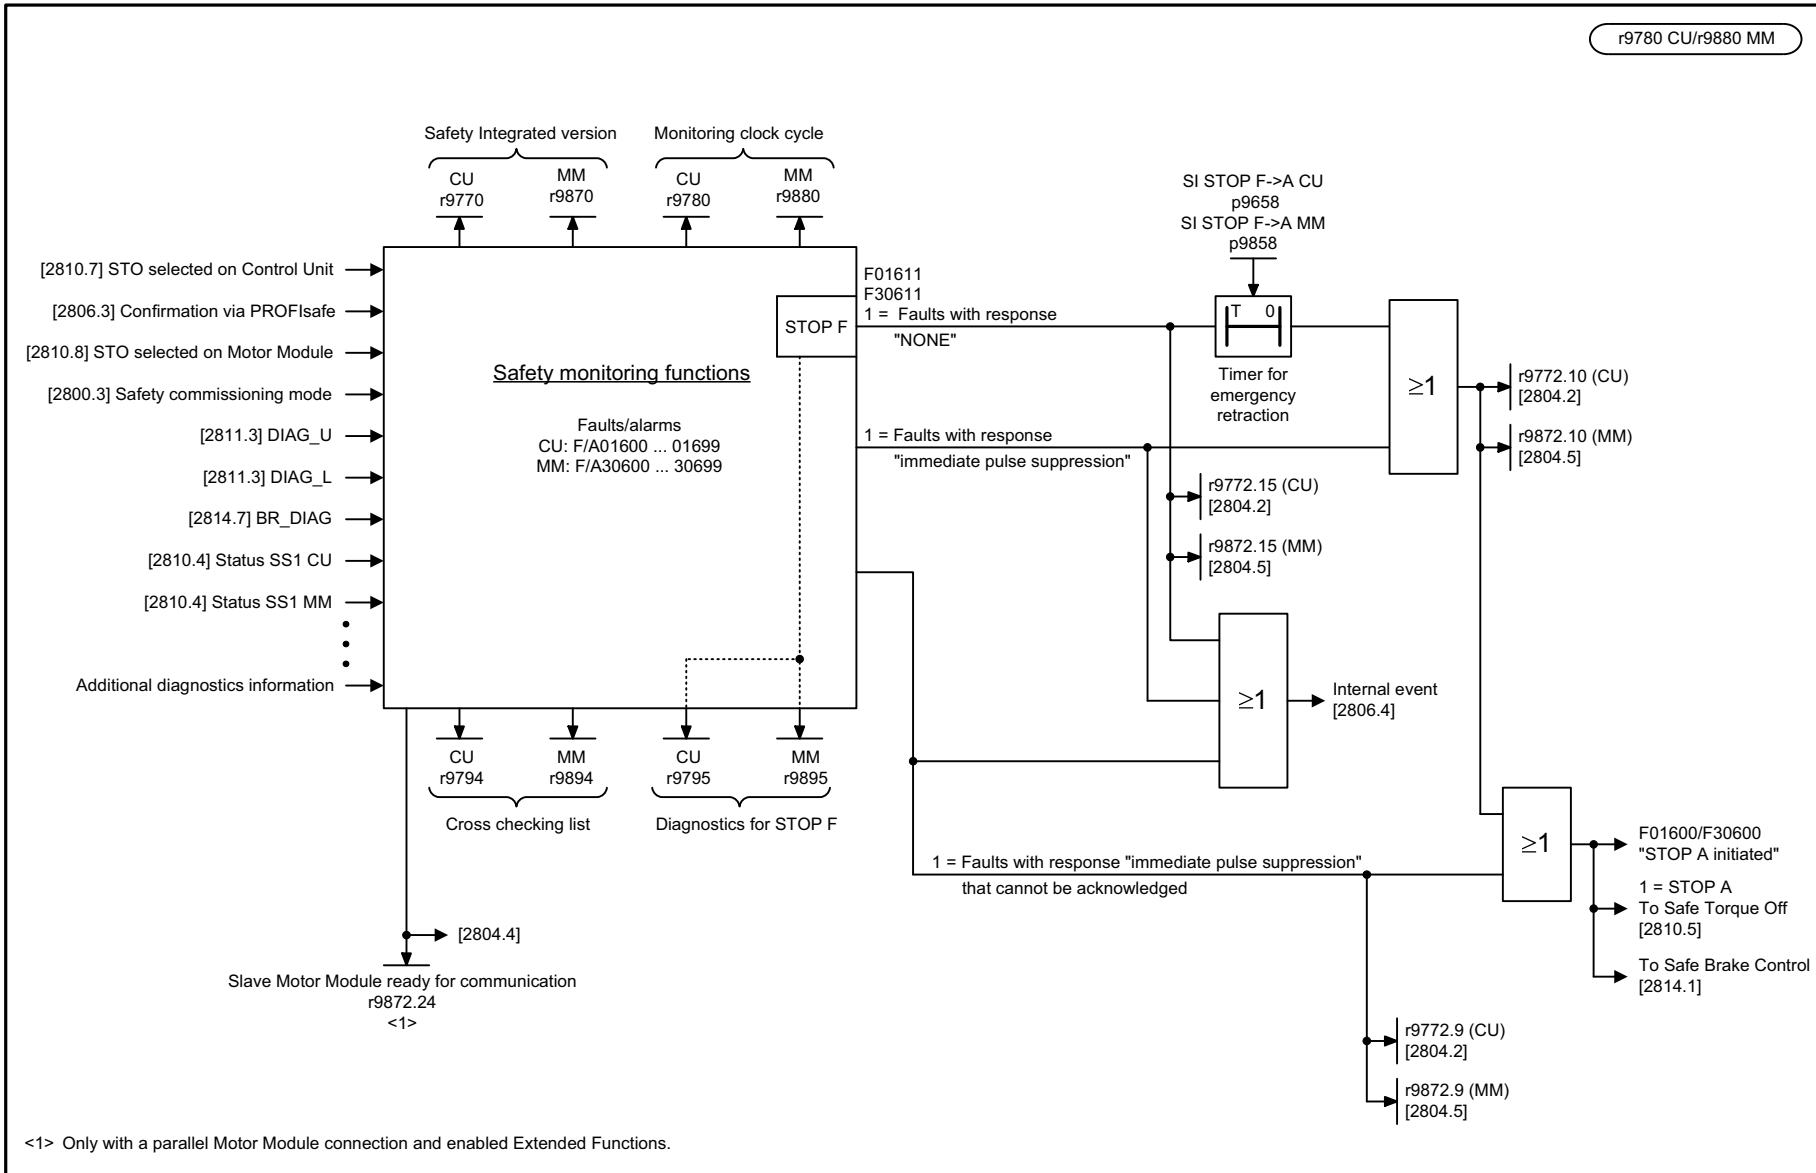 r9780 CU/r9880 MM
Safety Integrated version
Monitoring clock cycle
CU
r9770
MM
r9870
CU
r9780
MM
r9880
SI STOP F->A CU
p9658
SI STOP F->A MM
p9858
[2810.7] STO selected on Control Unit
[2806.3] Confirmation via PROFIsafe
[2810.8] STO selected on Motor Module
[2800.3] Safety commissioning mode
[2811.3] DIAG_U
[2811.3] DIAG_L
[2814.7] BR_DIAG
[2810.4] Status SS1 CU
[2810.4] Status SS1 MM
Additional diagnostics information
Safety monitoring functions
Faults/alarms
CU: F/A01600 ... 01699
MM: F/A30600 ... 30699
STOP F
F01611
F30611
1 = Faults with response
"NONE"
T 0
Timer for
emergency
retraction
1 = Faults with response
"immediate pulse suppression"
≥1
r9772.10 (CU)
[2804.2]
r9872.10 (MM)
[2804.5]
r9772.15 (CU)
[2804.2]
r9872.15 (MM)
[2804.5]
≥1
Internal event
[2806.4]
CU
r9794
MM
r9894
CU
r9795
MM
r9895
Cross checking list
Diagnostics for STOP F
1 = Faults with response "immediate pulse suppression"
that cannot be acknowledged
≥1
F01600/F30600
"STOP A initiated"
1 = STOP A
To Safe Torque Off
[2810.5]
To Safe Brake Control
[2814.1]
[2804.4]
Slave Motor Module ready for communication
r9872.24
<1>
r9772.9 (CU)
[2804.2]
r9872.9 (MM)
[2804.5]
<1> Only with a parallel Motor Module connection and enabled Extended Functions.